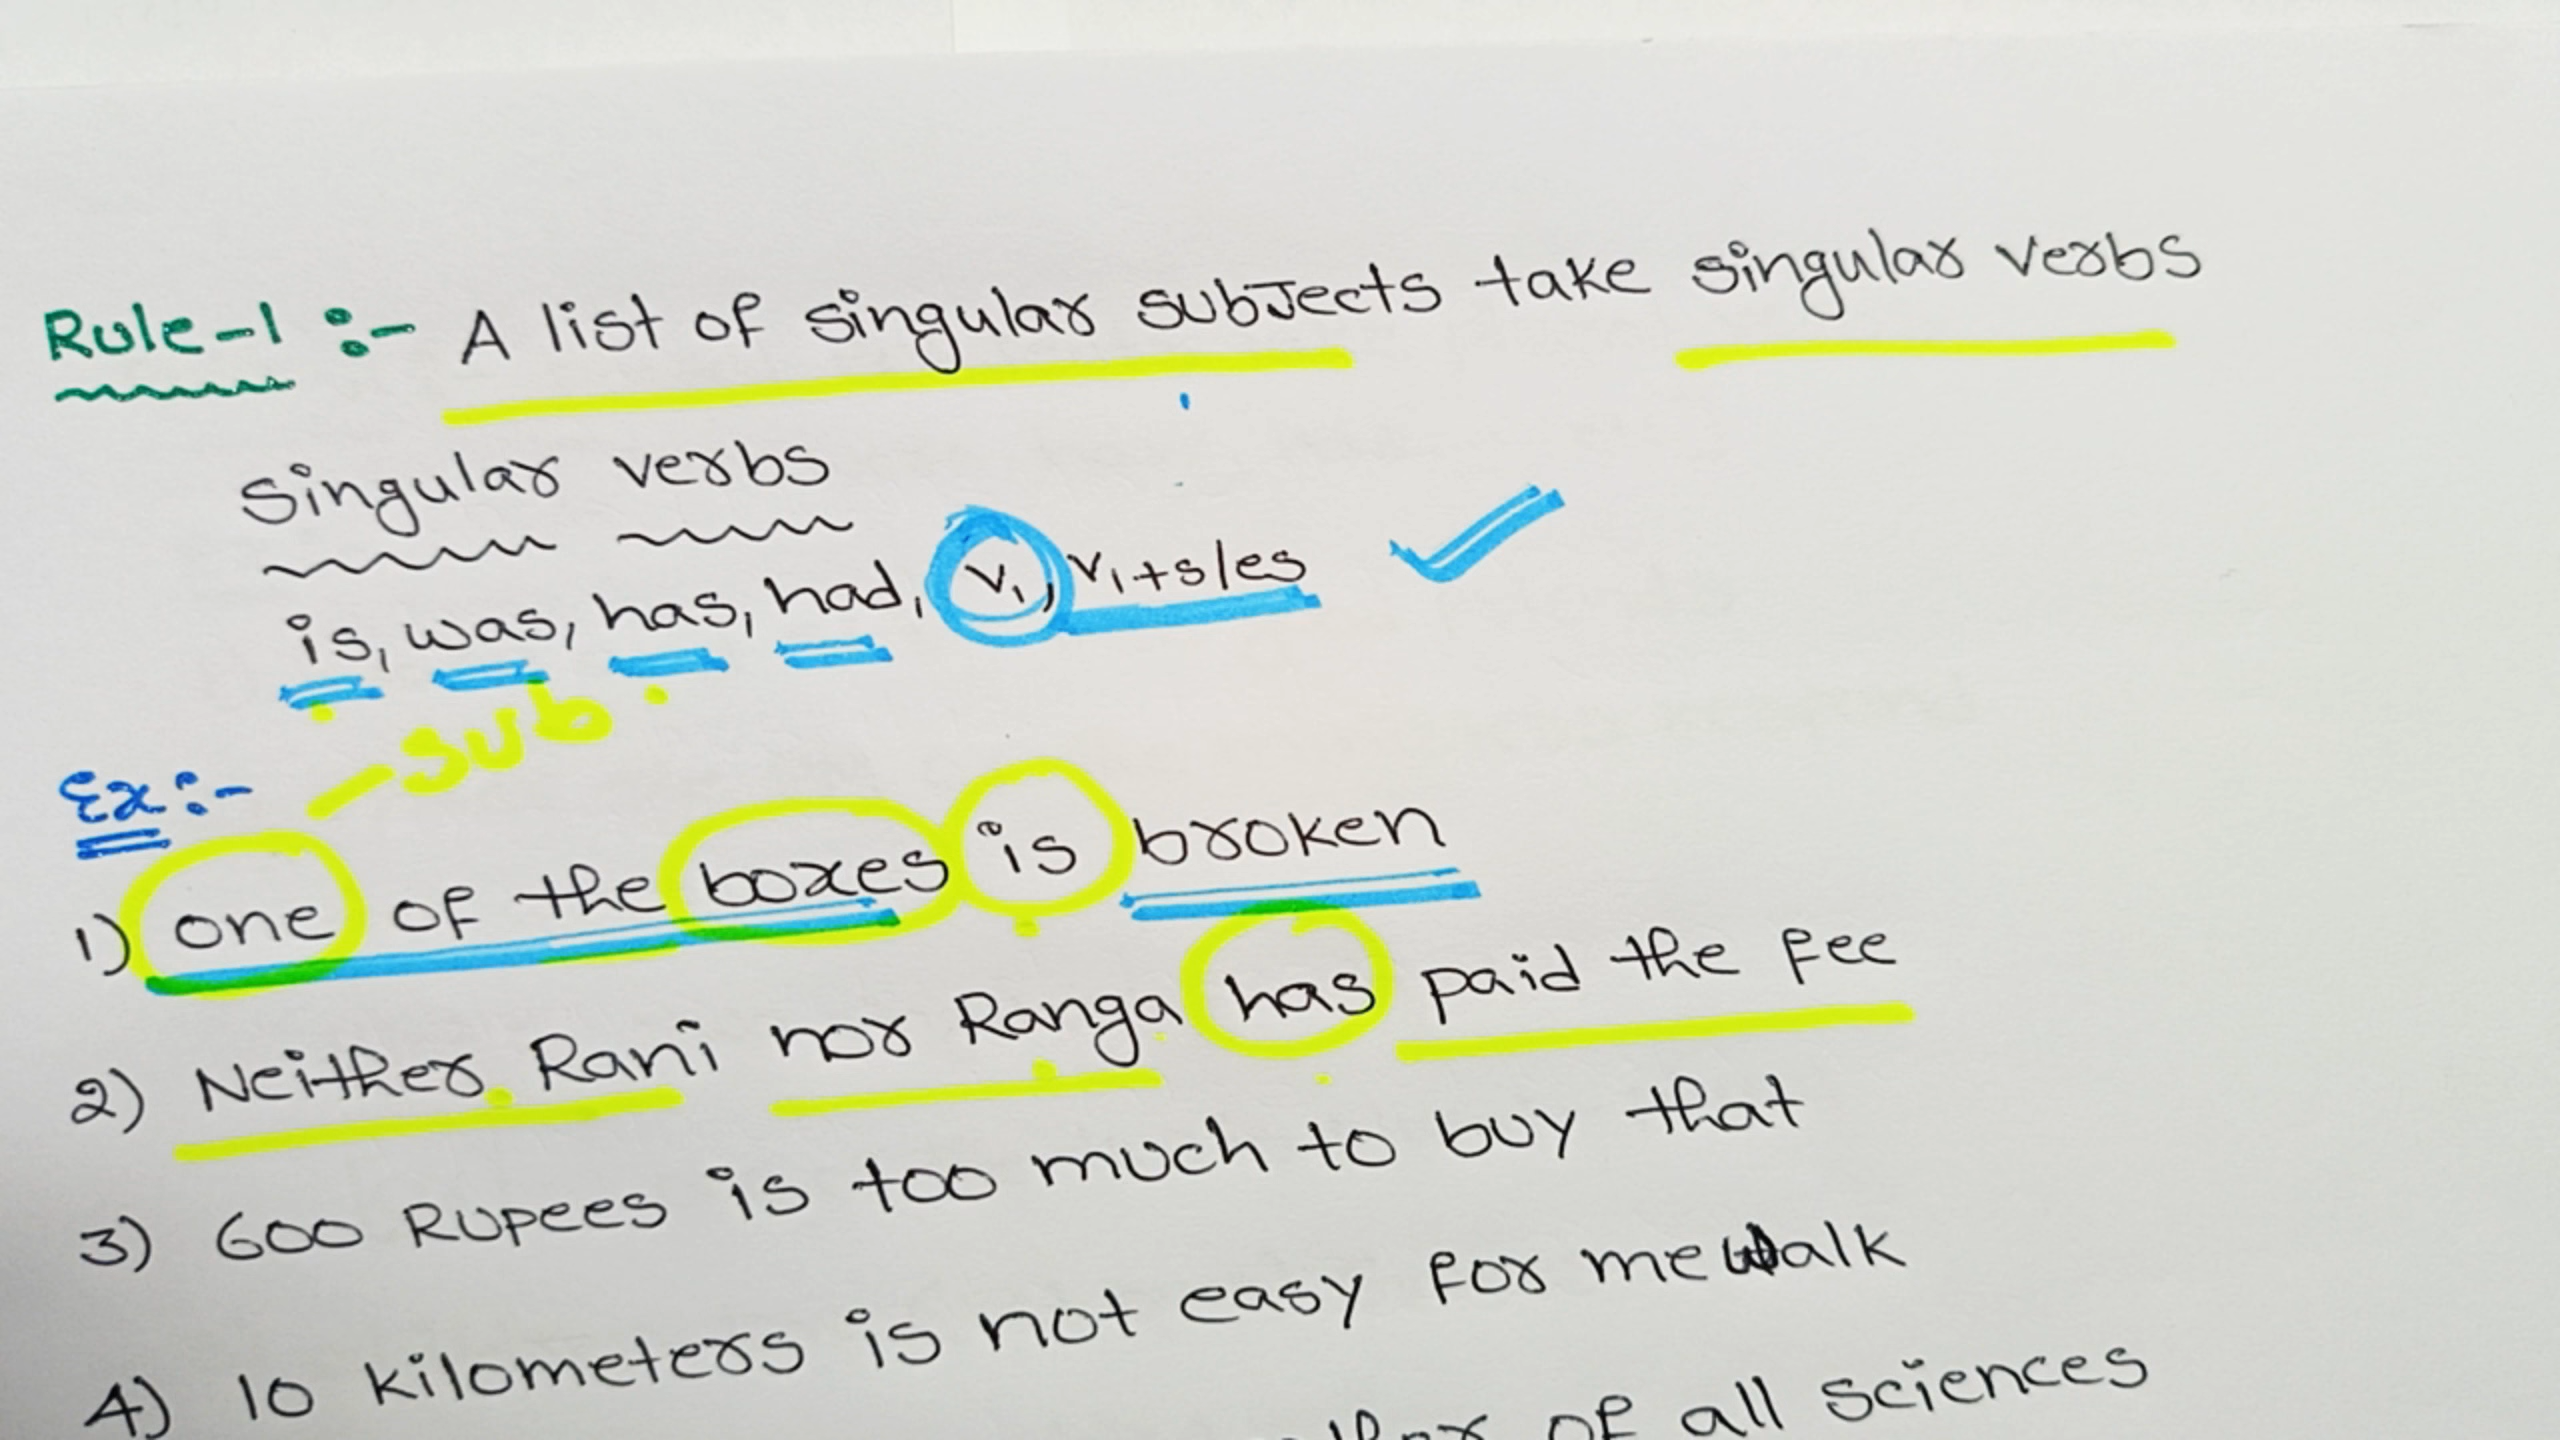 Rule-1 :- A list of singular subjects take singular verbs
Singular verbs
is, was, has, had, V1, V1+s/es
sub
Ex:-
1) one of the boxes is broken
2) Neither Rani nor Ranga has paid the fee
3) 600 Rupees is too much to buy that
4) 10 kilometers is not easy for me walk
of all sciences